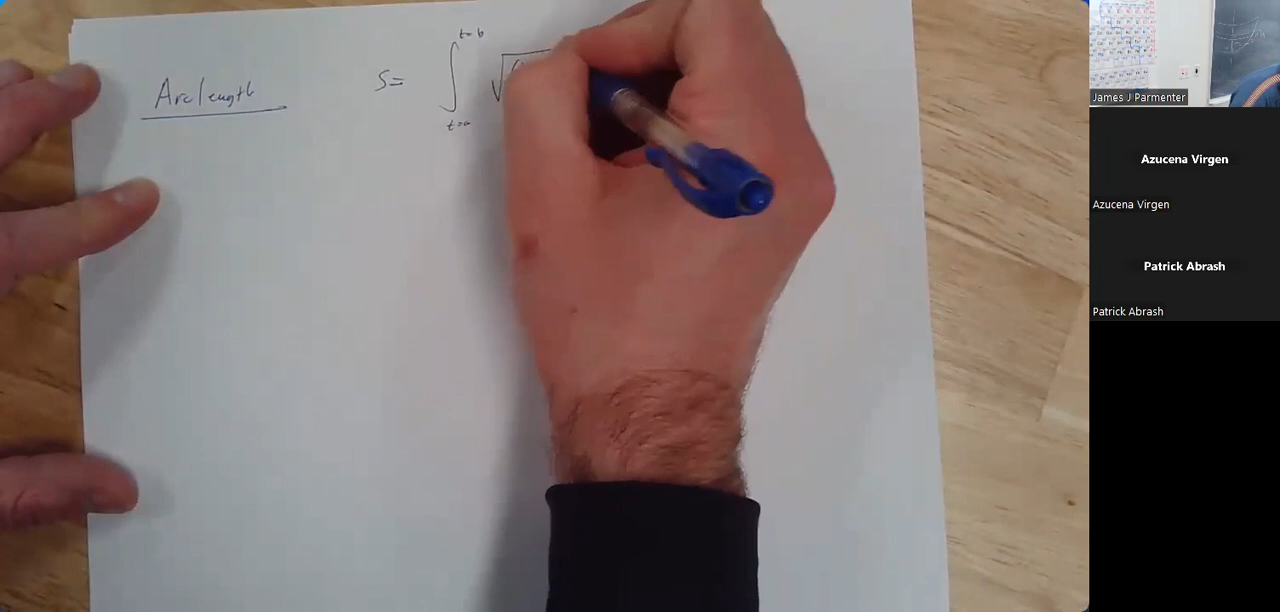 Arclength
S= ∫ √(
t=b
t=a
James J Parmenter
Azucena Virgen
Azucena Virgen
Patrick Abrash
Patrick Abrash